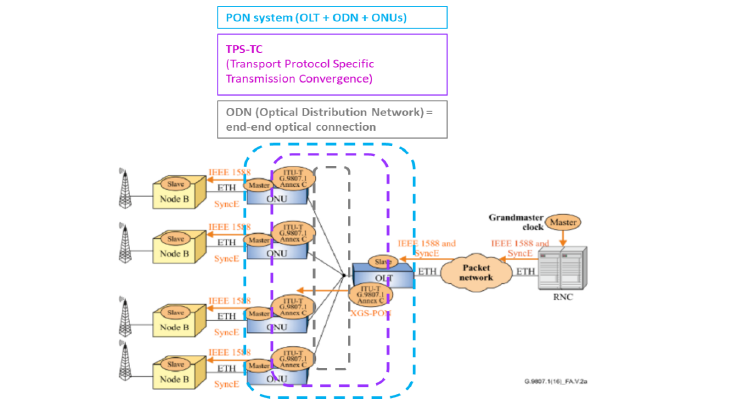 PON system (OLT + ODN + ONUs)
TPS-TC
(Transport Protocol Specific
Transmission Convergence)
ODN (Optical Distribution Network) =
end-end optical connection
Slave
Node B
IEEE 1588
ETH
SyncE
Master
ITU-T
G.9807.1
Annex C
ONU
Slave
Node B
IEEE 1588
ETH
SyncE
Master
ITU-T
G.9807.1
Annex C
ONU
Slave
Node B
IEEE 1588
ETH
SyncE
Master
ITU-T
G.9807.1
Annex C
ONU
Slave
Node B
IEEE 1588
ETH
SyncE
Master
ITU-T
G.9807.1
Annex C
ONU
Slave
OLT
ITU-T
G.9807.1
Annex C
XGS-PON
IEEE 1588 and
SyncE
ETH
Packet
network
IEEE 1588 and
SyncE
ETH
Grandmaster
clock
Master
RNC
G.9807.1(16)_FA.V.2a